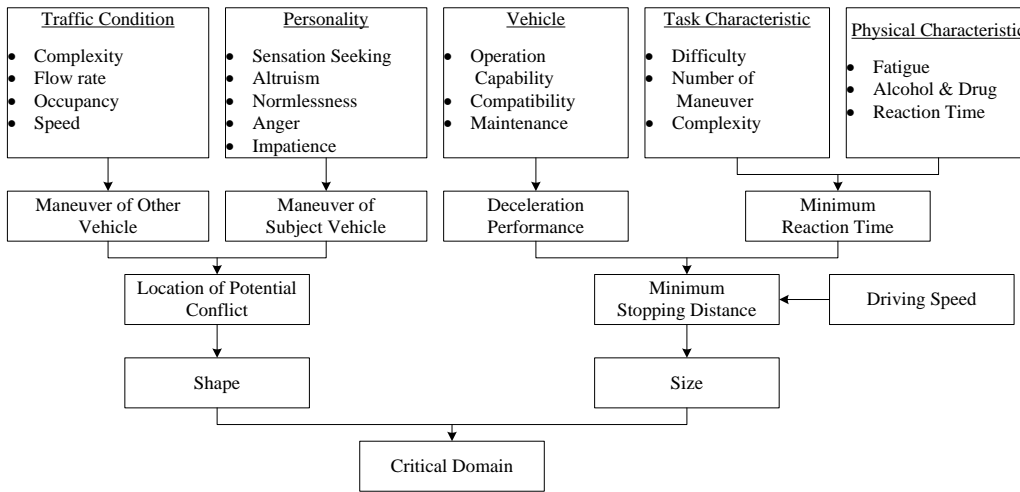 Traffic Condition
● Complexity
● Flow rate
● Occupancy
● Speed
Personality
● Sensation Seeking
● Altruism
● Normlessness
● Anger
● Impatience
Vehicle
● Operation
Capability
● Compatibility
● Maintenance
Task Characteristic
● Difficulty
● Number of
Maneuver
● Complexity
Physical Characteristic
● Fatigue
● Alcohol & Drug
● Reaction Time
Maneuver of Other
Vehicle
Maneuver of
Subject Vehicle
Deceleration
Performance
Minimum
Reaction Time
Location of Potential
Conflict
Minimum
Stopping Distance
Driving Speed
Shape
Size
Critical Domain